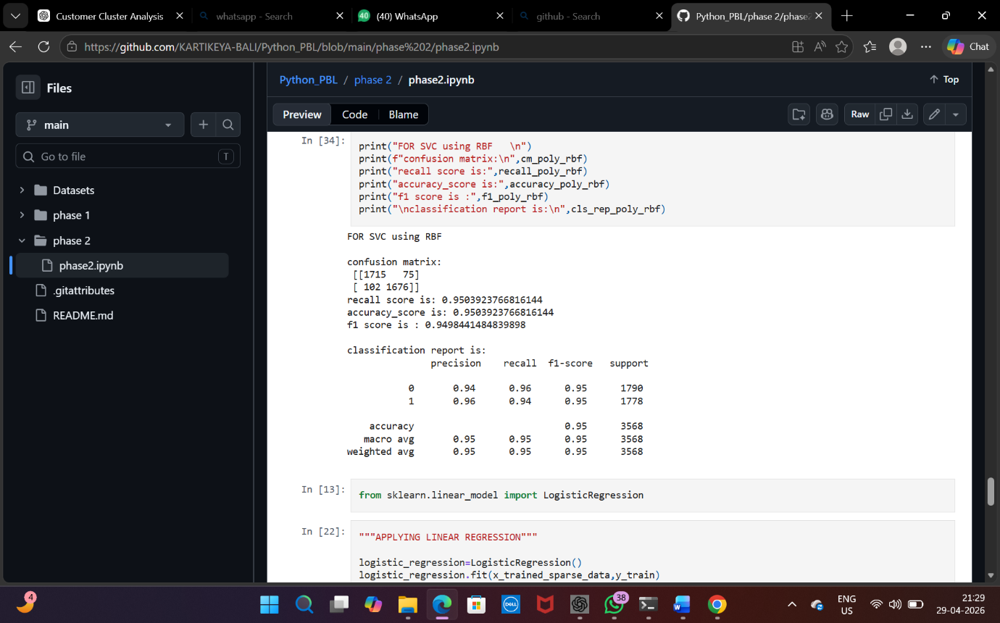 Customer Cluster Analysis
whatsapp - Search
40
(40) WhatsApp
github - Search
Python_PBL/phase 2/phase2
https://github.com/KARTIKEYA-BALI/Python_PBL/blob/main/phase%202/phase2.ipynb
Chat
Files
main
Go to file
T
Datasets
phase 1
phase 2
phase2.ipynb
.gitattributes
README.md
Python_PBL / phase 2 / phase2.ipynb
Top
Preview
Code
Blame
Raw
In [34]:
print("FOR SVC using RBF   \n")
print(f"confusion matrix:\n",cm_poly_rbf)
print("recall score is:",recall_poly_rbf)
print("accuracy_score is:",accuracy_poly_rbf)
print("f1 score is :",f1_poly_rbf)
print("\nclassification report is:\n",cls_rep_poly_rbf)
FOR SVC using RBF
confusion matrix:
[[1715   75]
[ 102 1676]]
recall score is: 0.9503923766816144
accuracy_score is: 0.9503923766816144
f1 score is : 0.9498441484839898
classification report is:
precision recall f1-score support
0 0.94 0.96 0.95 1790
1 0.96 0.94 0.95 1778
accuracy 0.95 3568
macro avg 0.95 0.95 0.95 3568
weighted avg 0.95 0.95 0.95 3568
In [13]:
from sklearn.linear_model import LogisticRegression
In [22]:
"""APPLYING LINEAR REGRESSION"""
logistic_regression=LogisticRegression()
logistic_regression.fit(x_trained_sparse_data,y_train)
4
DELL
38
W
ENG
US
21:29
29-04-2026